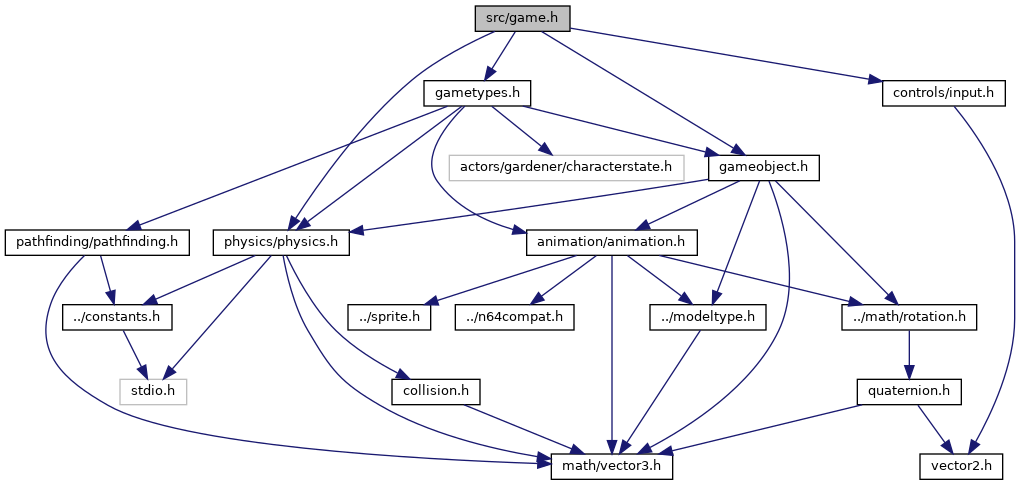 src/game.h
gametypes.h
controls/input.h
actors/gardener/characterstate.h
gameobject.h
pathfinding/pathfinding.h
physics/physics.h
animation/animation.h
../constants.h
../sprite.h
../n64compat.h
../modeltype.h
../math/rotation.h
stdio.h
collision.h
quaternion.h
math/vector3.h
vector2.h